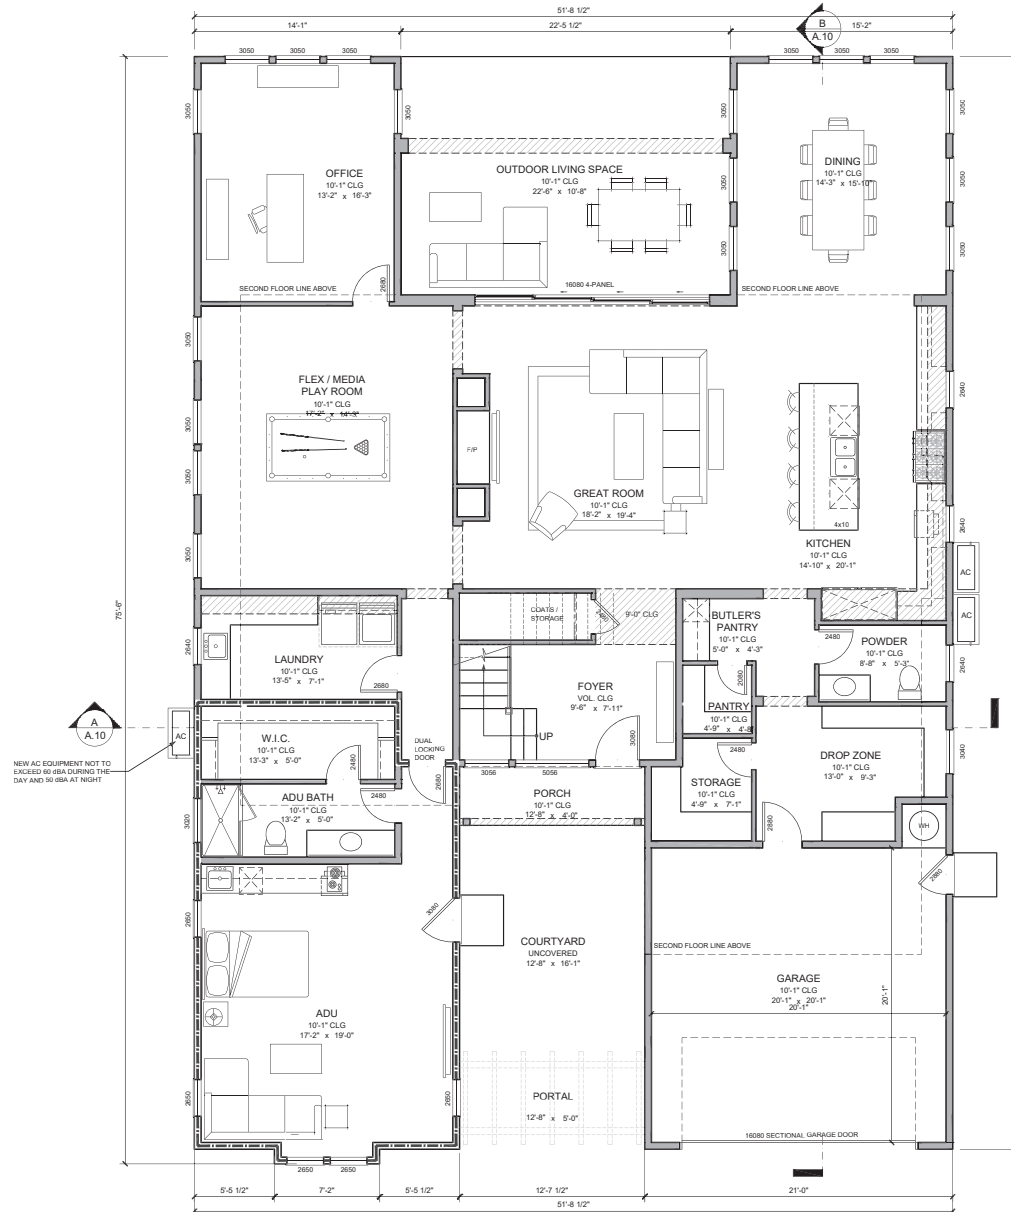 51'-8 1/2"
14'-1"
22'-5 1/2"
15'-2"
B
A.10
3050
3050
3050
3050
3050
3050
3050
3050
3050
3050
3050
OFFICE
10'-1" CLG
13'-2" x 16'-3"
OUTDOOR LIVING SPACE
10'-1" CLG
22'-6" x 10'-8"
DINING
10'-1" CLG
14'-3" x 15'-10"
3050
3050
3050
3050
2680
SECOND FLOOR LINE ABOVE
16080 4-PANEL
SECOND FLOOR LINE ABOVE
3050
3050
3050
3050
FLEX / MEDIA
PLAY ROOM
10'-1" CLG
17'-2" x 14'-3"
F/P
GREAT ROOM
10'-1" CLG
18'-2" x 19'-4"
4x10
KITCHEN
10'-1" CLG
14'-10" x 20'-1"
2640
2640
AC
AC
75'-6"
COATS /
STORAGE
2480
9'-0" CLG
BUTLER'S
PANTRY
10'-1" CLG
5'-0" x 4'-3"
2480
POWDER
10'-1" CLG
8'-8" x 5'-3"
2640
2640
LAUNDRY
10'-1" CLG
13'-5" x 7'-1"
2680
FOYER
VOL. CLG
9'-6" x 7'-11"
2080
PANTRY
10'-1" CLG
4'-9" x 4'-8"
A
A.10
AC
NEW AC EQUIPMENT NOT TO
EXCEED 60 dBA DURING THE
DAY AND 50 dBA AT NIGHT
W.I.C.
10'-1" CLG
13'-3" x 5'-0"
2480
DUAL
LOCKING
DOOR
2680
UP
3080
2480
DROP ZONE
10'-1" CLG
13'-0" x 9'-3"
3040
3056
5056
STORAGE
10'-1" CLG
4'-9" x 7'-1"
ADU BATH
10'-1" CLG
13'-2" x 5'-0"
2480
3020
PORCH
10'-1" CLG
12'-8" x 4'-0"
2880
WH
2880
2650
3080
COURTYARD
UNCOVERED
12'-8" x 16'-1"
SECOND FLOOR LINE ABOVE
GARAGE
10'-1" CLG
20'-1" x 20'-1"
20'-1"
20'-1"
ADU
10'-1" CLG
17'-2" x 19'-0"
2650
2650
PORTAL
12'-8" x 5'-0"
16080 SECTIONAL GARAGE DOOR
2650
2650
5'-5 1/2"
7'-2"
5'-5 1/2"
12'-7 1/2"
21'-0"
51'-8 1/2"